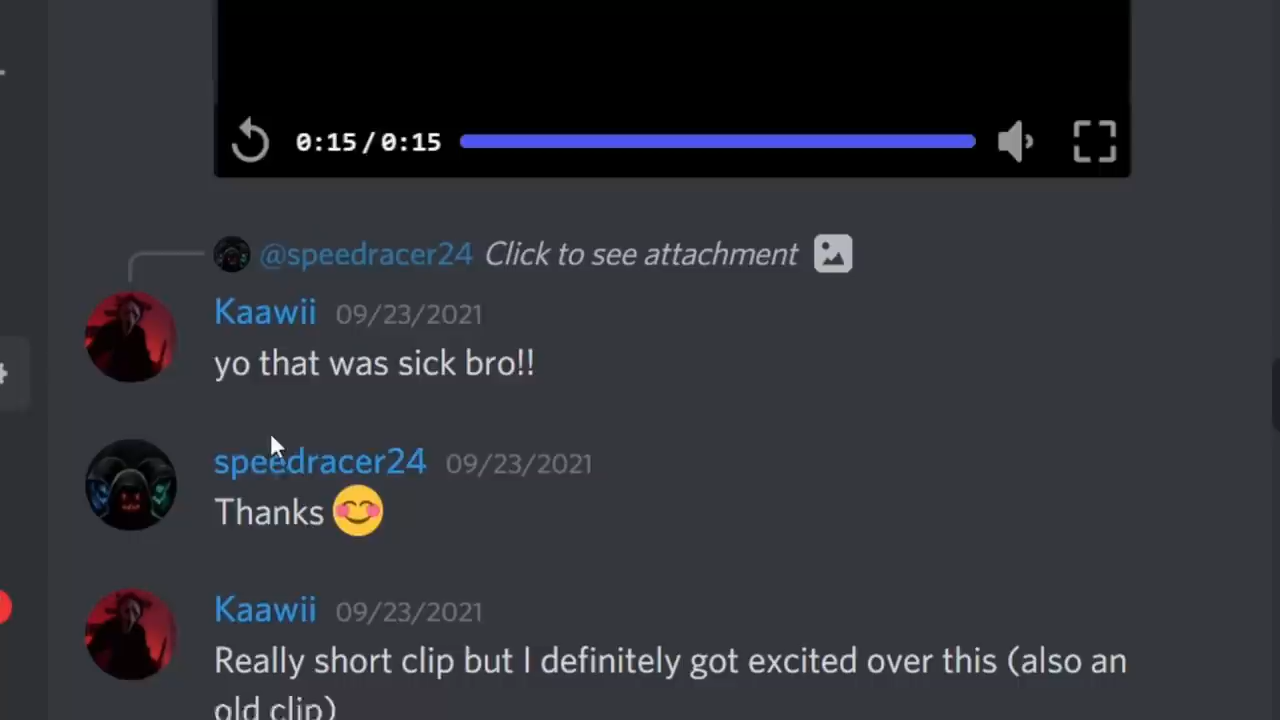 0:15/0:15
@speedracer24 Click to see attachment
Kaawii 09/23/2021
yo that was sick bro!!
speedracer24 09/23/2021
Thanks 😊
Kaawii 09/23/2021
Really short clip but I definitely got excited over this (also an
old clip)